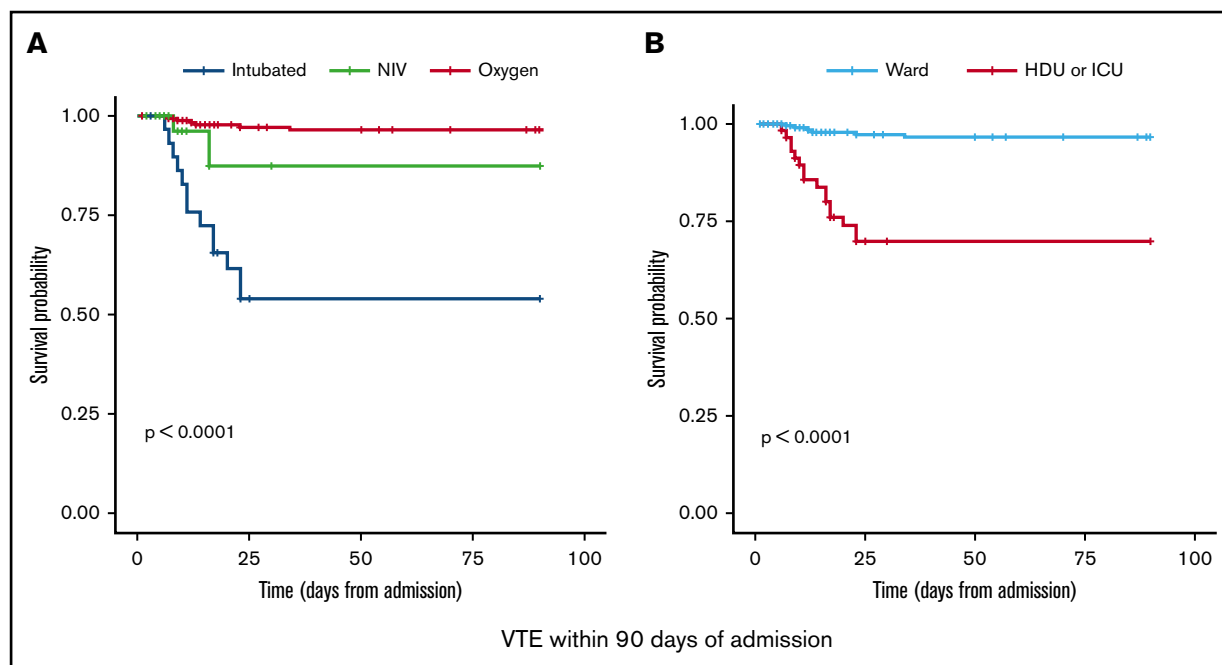 A
Intubated NIV Oxygen
1.00
0.75
0.50
0.25
0.00
Survival probability
p < 0.0001
0 25 50 75 100
Time (days from admission)
B
Ward HDU or ICU
1.00
0.75
0.50
0.25
0.00
Survival probability
p < 0.0001
0 25 50 75 100
Time (days from admission)
VTE within 90 days of admission